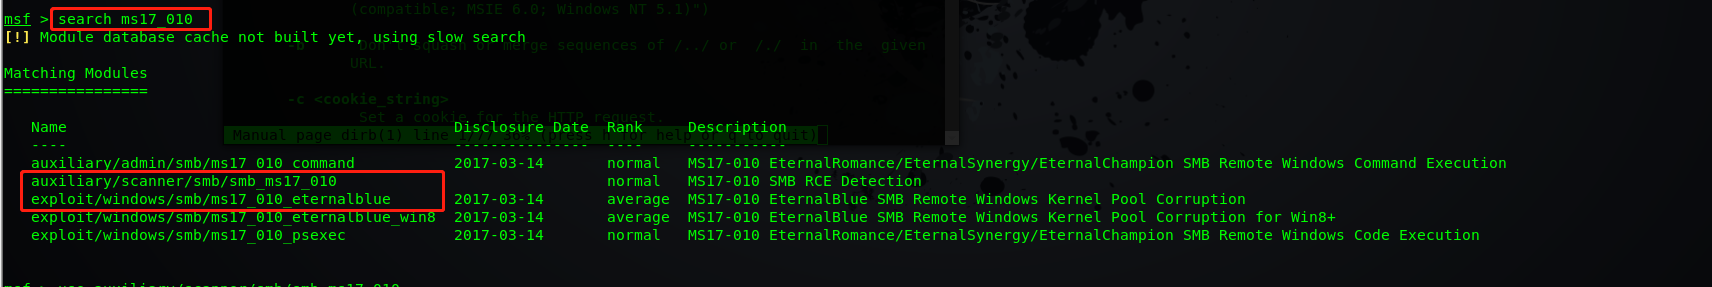 (compatible; MSIE 6.0; Windows NT 5.1)")
msf > search ms17_010
[!] Module database cache not built yet, using slow search
-b Don't squash or merge sequences of /../ or /./ in the given
URL.
Matching Modules
================
-c <cookie_string>
Set a cookie for the HTTP request.
Name Disclosure Date Rank Description
Manual page dirb(1) line (press h for help or q to quit)
---- --------------- ---- -----------
auxiliary/admin/smb/ms17_010_command 2017-03-14 normal MS17-010 EternalRomance/EternalSynergy/EternalChampion SMB Remote Windows Command Execution
auxiliary/scanner/smb/smb_ms17_010 normal MS17-010 SMB RCE Detection
exploit/windows/smb/ms17_010_eternalblue 2017-03-14 average MS17-010 EternalBlue SMB Remote Windows Kernel Pool Corruption
exploit/windows/smb/ms17_010_eternalblue_win8 2017-03-14 average MS17-010 EternalBlue SMB Remote Windows Kernel Pool Corruption for Win8+
exploit/windows/smb/ms17_010_psexec 2017-03-14 normal MS17-010 EternalRomance/EternalSynergy/EternalChampion SMB Remote Windows Code Execution
msf > use auxiliary/scanner/smb/smb_ms17_010